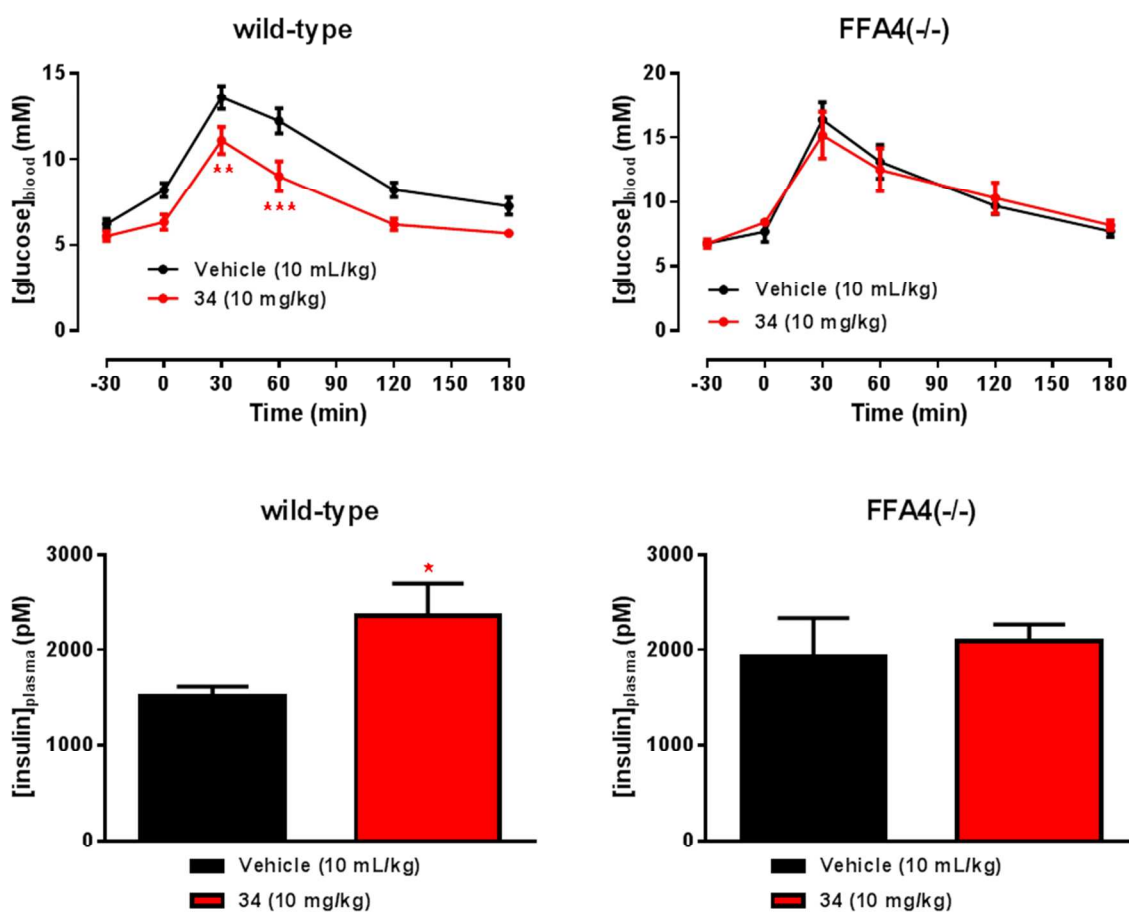 wild-type
[glucose]blood (mM)
15
10
5
0
Vehicle (10 mL/kg)
34 (10 mg/kg)
**
***
-30 0 30 60 90 120 150 180
Time (min)
FFA4(-/-)
[glucose]blood (mM)
20
15
10
5
0
Vehicle (10 mL/kg)
34 (10 mg/kg)
-30 0 30 60 90 120 150 180
Time (min)
wild-type
[insulin]plasma (pM)
3000
2000
1000
0
*
Vehicle (10 mL/kg)
34 (10 mg/kg)
FFA4(-/-)
[insulin]plasma (pM)
3000
2000
1000
0
Vehicle (10 mL/kg)
34 (10 mg/kg)